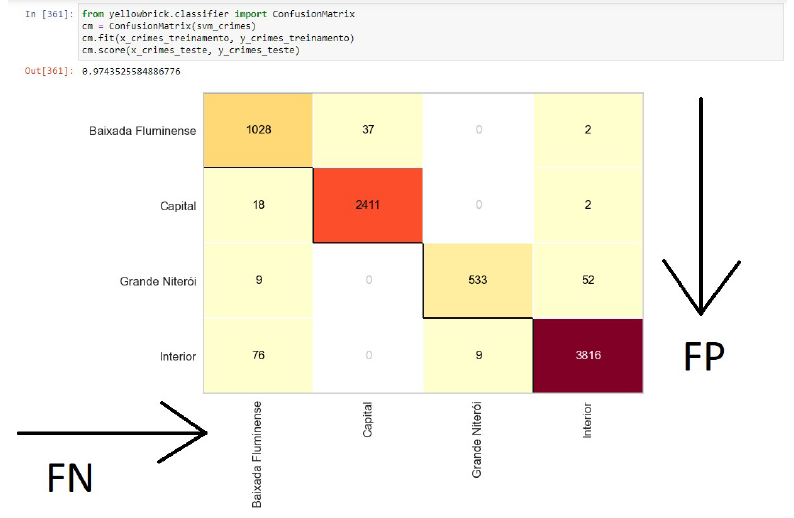 In [361]: from yellowbrick.classifier import ConfusionMatrix
cm = ConfusionMatrix(svm_crimes)
cm.fit(x_crimes_treinamento, y_crimes_treinamento)
cm.score(x_crimes_teste, y_crimes_teste)
Out[361]: 0.9743525584886776
Baixada Fluminense 1028 37 0 2
Capital 18 2411 0 2
Grande Niterói 9 0 533 52
Interior 76 0 9 3816
Baixada Fluminense
Capital
Grande Niterói
Interior
FP
FN